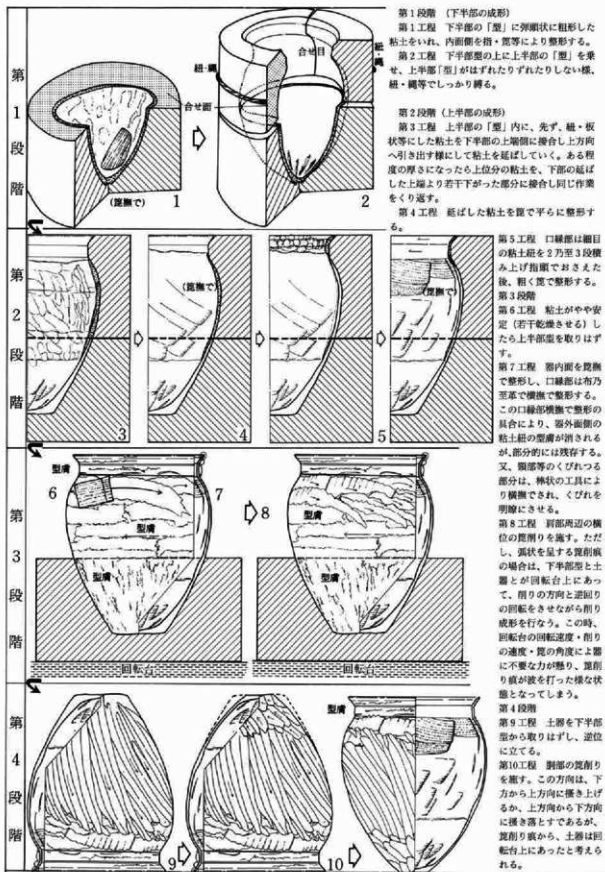 第1段階（下半部の成形）
第1工程　下半部の「型」に弾頭状に粗形した
粘土をいれ、内面側を指・箆等により整形する。
第2工程　下半部型の上に上半部の「型」を乗
せ、上半部「型」がはずれたりずれたりしない様、
紐・縄等でしっかり縛る。
第2段階（上半部の成形）
第3工程　上半部の「型」内に、先ず、紐・板
状等にした粘土を下半部の上端側に接合し上方向
へ引き出す様にして粘土を延ばしていく。ある程
度の厚さになったら上位分の粘土を、下部の延ば
した上端より若干下がった部分に接合し同じ作業
をくり返す。
第4工程　延ばした粘土を箆で平らに整形す
る。
第5工程　口縁部は細目
の粘土紐を2乃至3段積
み上げ指頭でおさえた
後、粗く箆で整形する。
第3段階
第6工程　粘土がやや安
定（若干乾燥させる）し
たら上半部型を取りはず
す。
第7工程　器内面を箆撫
で整形し、口縁部は布乃
至革で横撫で整形する。
この口縁部横撫で整形の
具合により、器外面側の
粘土紐の型膚が消される
が、部分的には残存する。
又、頸部等のくびれつる
部分は、棒状の工具によ
り横撫でされ、くびれを
明瞭にさせる。
第8工程　肩部周辺の横
位の箆削りを施す。ただ
し、弧状を呈する箆削痕
の場合は、下半部型と土
器とが回転台上にあっ
て、削りの方向と逆回り
の回転をさせながら削り
成形を行なう。この時、
回転台の回転速度・削り
の速度・箆の角度によ器
に不要な力が懸り、箆削
り痕が波を打った様な状
態となってしまう。
第4段階
第9工程　土器を下半部
型から取りはずし、逆位
に立てる。
第10工程　胴部の箆削り
を施す。この方向は、下
方から上方向に掻き上げ
るか、上方向から下方向
に掻き落とすであるが、
箆削り痕から、土器は回
転台上にあったと考えら
れる。
第1段階
合せ目
紐・縄
紐・縄
合せ面
(箆撫で)
1
2
第2段階
(箆撫で)
(箆撫で)
3
4
5
第3段階
型膚
6
7
8
型膚
型膚
型膚
型膚
型膚
回転台
回転台
第4段階
型膚
9
10